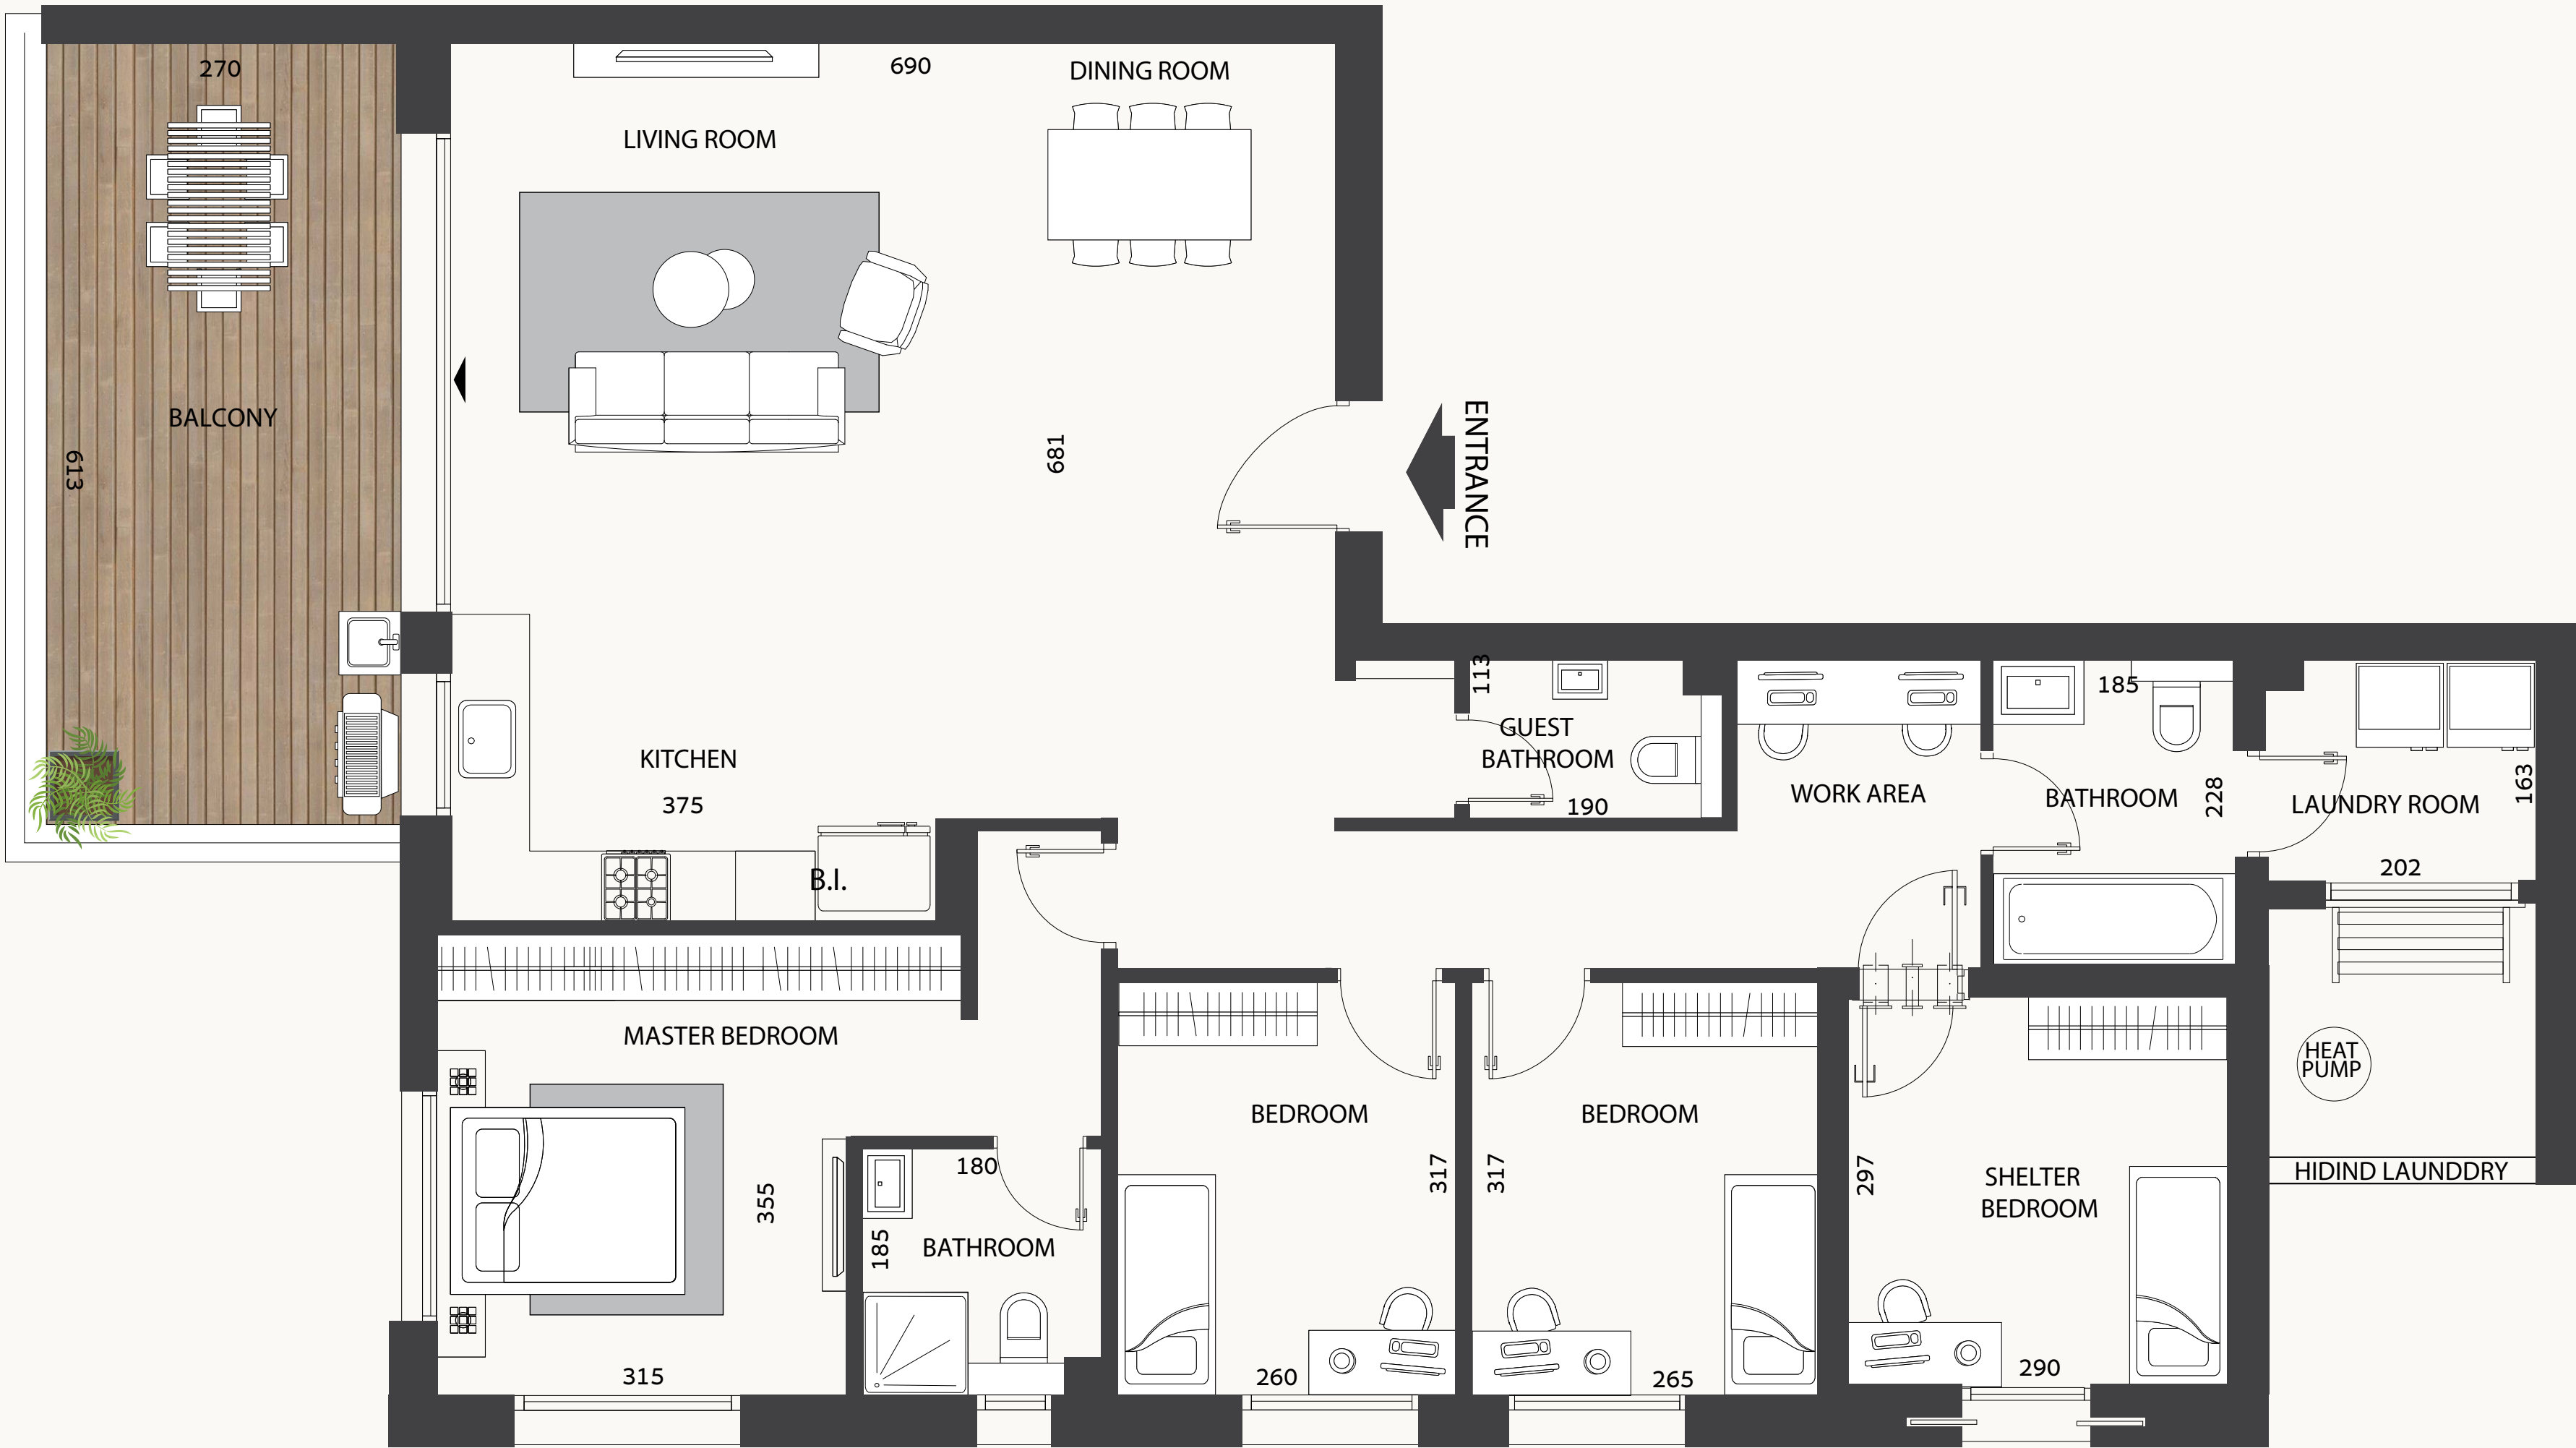 270
690
DINING ROOM
LIVING ROOM
BALCONY
613
681
ENTRANCE
KITCHEN
375
B.I.
113
GUEST
BATHROOM
190
WORK AREA
185
BATHROOM
228
LAUNDRY ROOM
163
202
MASTER BEDROOM
355
315
180
185
BATHROOM
BEDROOM
317
260
BEDROOM
317
265
297
SHELTER
BEDROOM
290
HEAT
PUMP
HIDIND LAUNDDRY